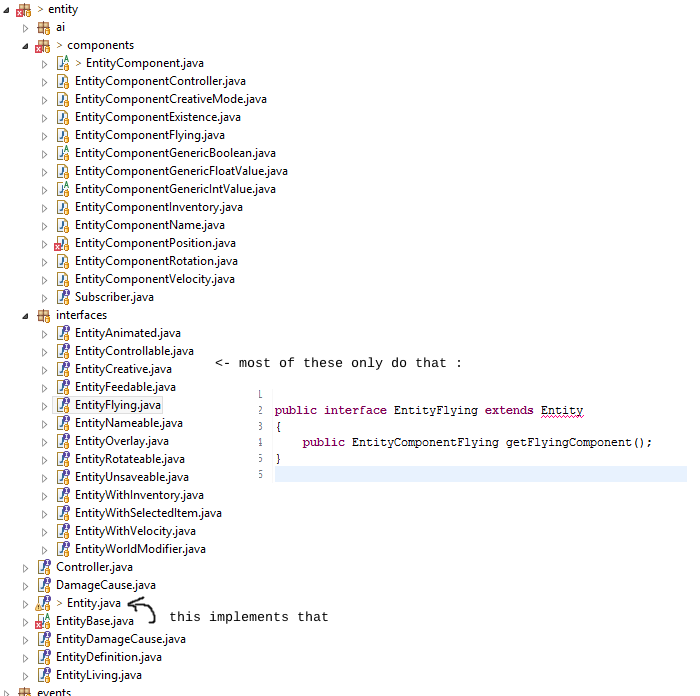 > entity
ai
> components
> EntityComponent.java
EntityComponentController.java
EntityComponentCreativeMode.java
EntityComponentExistence.java
EntityComponentFlying.java
EntityComponentGenericBoolean.java
EntityComponentGenericFloatValue.java
EntityComponentGenericIntValue.java
EntityComponentInventory.java
EntityComponentName.java
EntityComponentPosition.java
EntityComponentRotation.java
EntityComponentVelocity.java
Subscriber.java
interfaces
EntityAnimated.java
EntityControllable.java
EntityCreative.java
EntityFeedable.java
EntityFlying.java
EntityNameable.java
EntityOverlay.java
EntityRotateable.java
EntityUnsaveable.java
EntityWithInventory.java
EntityWithSelectedItem.java
EntityWithVelocity.java
EntityWorldModifier.java
Controller.java
DamageCause.java
> Entity.java
EntityBase.java
EntityDamageCause.java
EntityDefinition.java
EntityLiving.java
events
<- most of these only do that :
1
2 public interface EntityFlying extends Entity
3 {
4 public EntityComponentFlying getFlyingComponent();
5 }
5
this implements that